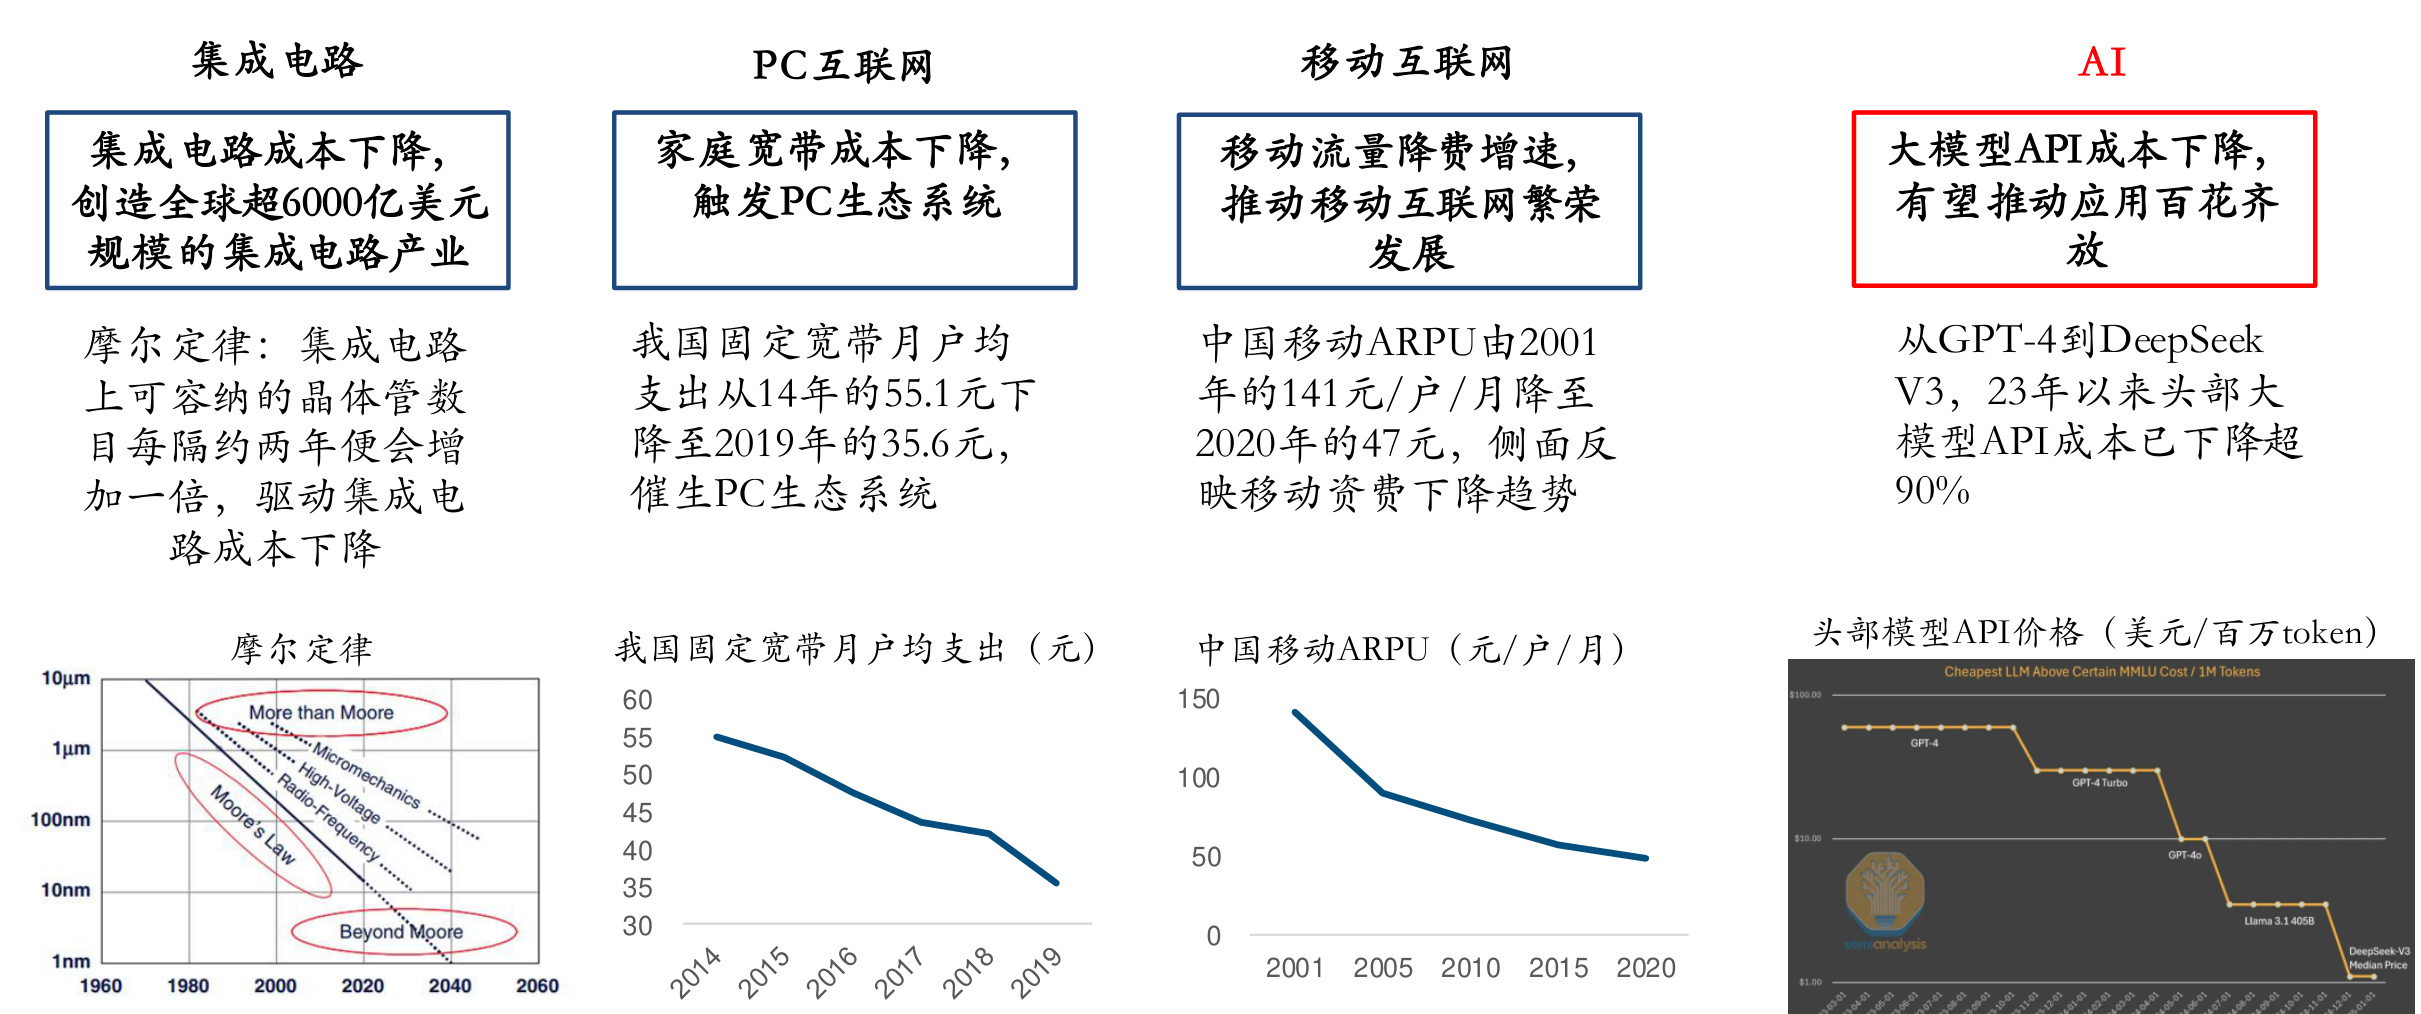 集成电路
集成电路成本下降，
创造全球超6000亿美元
规模的集成电路产业
摩尔定律：集成电路
上可容纳的晶体管数
目每隔约两年便会增
加一倍，驱动集成电
路成本下降
摩尔定律
10μm
1μm
100nm
10nm
1nm
1960 1980 2000 2020 2040 2060
More than Moore
Micromechanics
High-Voltage
Radio-Frequency
Moore's Law
Beyond Moore
PC互联网
家庭宽带成本下降，
触发PC生态系统
我国固定宽带月户均
支出从14年的55.1元下
降至2019年的35.6元，
催生PC生态系统
我国固定宽带月户均支出（元）
60
55
50
45
40
35
30
2014 2015 2016 2017 2018 2019
移动互联网
移动流量降费增速，
推动移动互联网繁荣
发展
中国移动ARPU由2001
年的141元/户/月降至
2020年的47元，侧面反
映移动资费下降趋势
中国移动ARPU（元/户/月）
150
100
50
0
2001 2005 2010 2015 2020
AI
大模型API成本下降，
有望推动应用百花齐
放
从GPT-4到DeepSeek
V3，23年以来头部大
模型API成本已下降超
90%
头部模型API价格（美元/百万token）
Cheapest LLM Above Certain MMLU Cost / 1M Tokens
$100.00
$10.00
$1.00
GPT-4
GPT-4 Turbo
GPT-4o
Llama 3.1 405B
DeepSeek-V3
Median Price
semianalysis